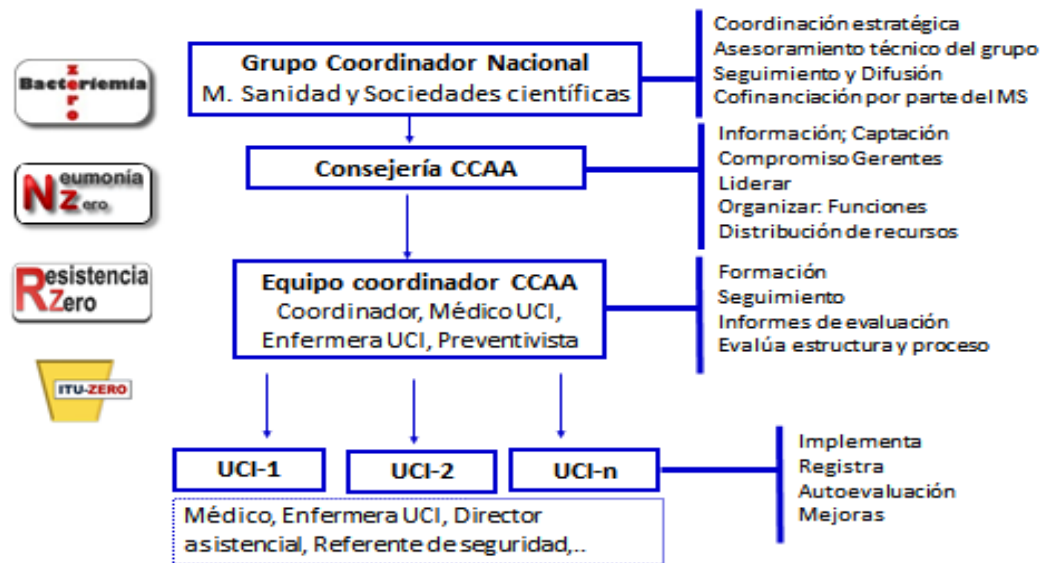 Bacteriemia
zero
Neumonía
Zero
Resistencia
Zero
ITU-ZERO
Grupo Coordinador Nacional
M. Sanidad y Sociedades científicas
Coordinación estratégica
Asesoramiento técnico del grupo
Seguimiento y Difusión
Cofinanciación por parte del MS
Consejería CCAA
Información; Captación
Compromiso Gerentes
Liderar
Organizar: Funciones
Distribución de recursos
Equipo coordinador CCAA
Coordinador, Médico UCI,
Enfermera UCI, Preventivista
Formación
Seguimiento
Informes de evaluación
Evalúa estructura y proceso
UCI-1
UCI-2
UCI-n
Médico, Enfermera UCI, Director
asistencial, Referente de seguridad,..
Implementa
Registra
Autoevaluación
Mejoras